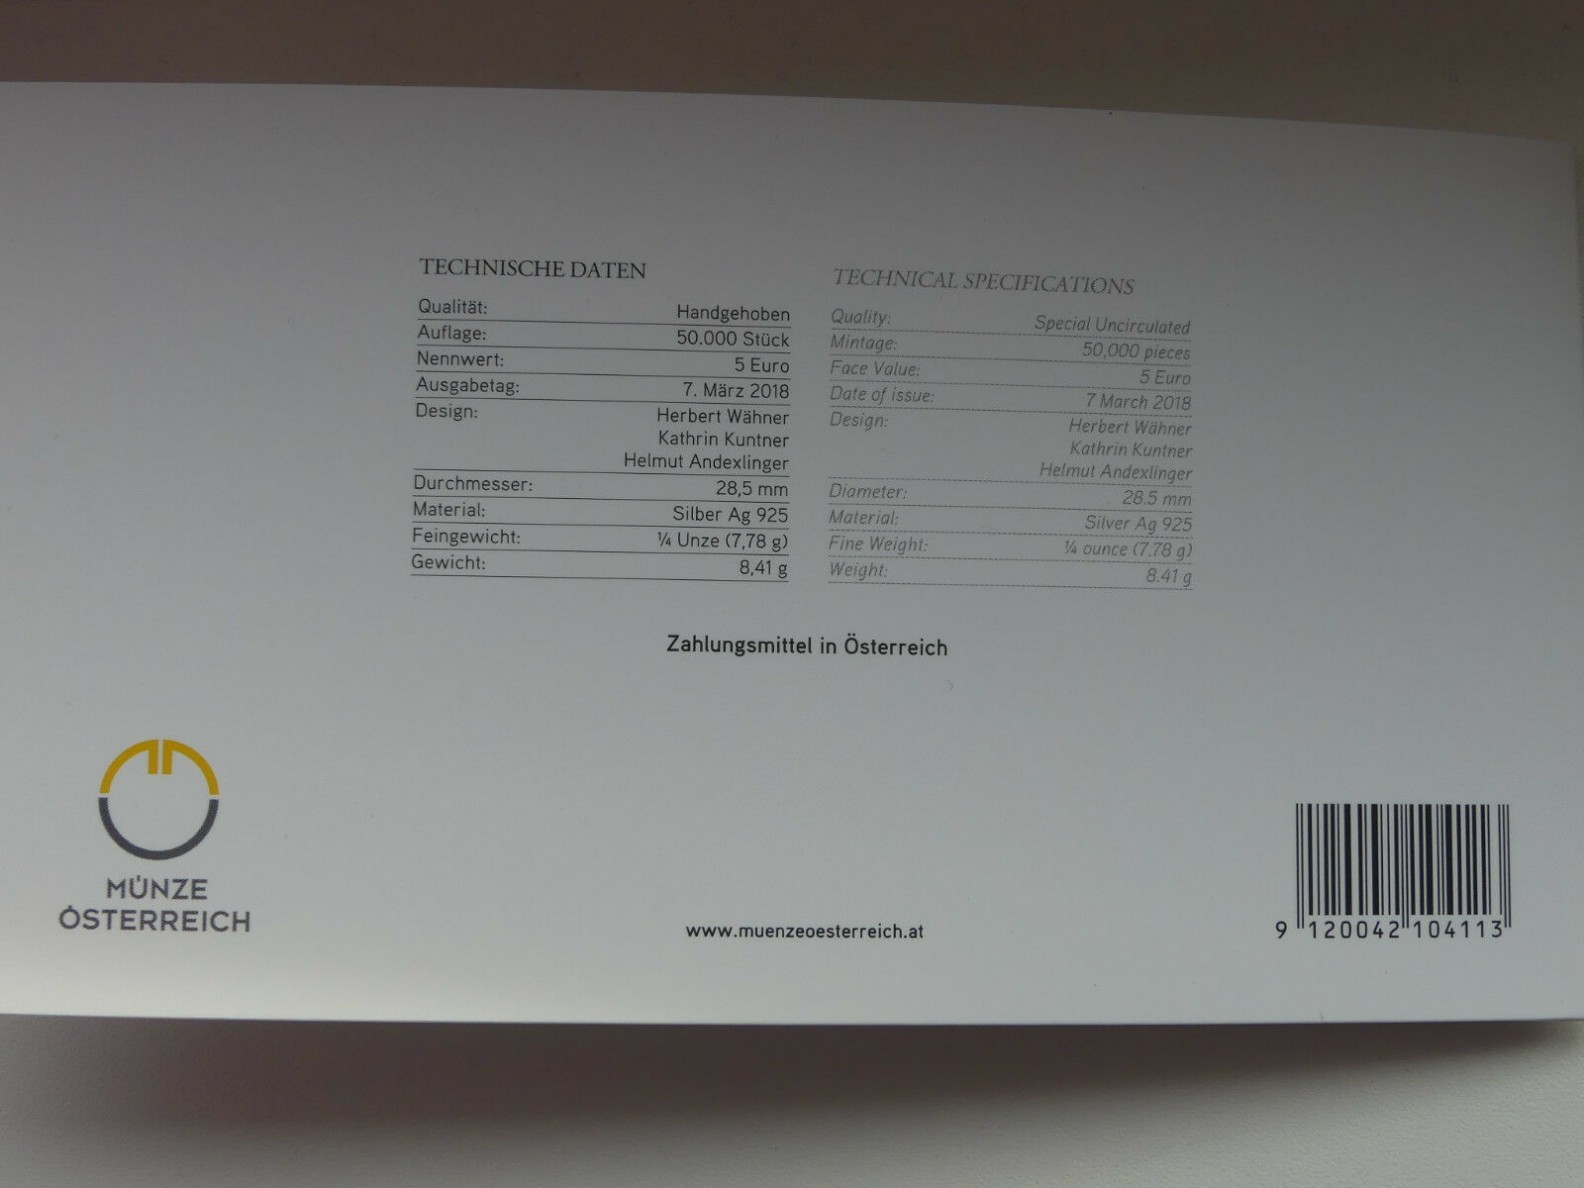 TECHNISCHE DATEN
Qualität: Handgehoben
Auflage: 50.000 Stück
Nennwert: 5 Euro
Ausgabetag: 7. März 2018
Design: Herbert Wähner
Kathrin Kuntner
Helmut Andexlinger
Durchmesser: 28,5 mm
Material: Silber Ag 925
Feingewicht: ¼ Unze (7,78 g)
Gewicht: 8,41 g
TECHNICAL SPECIFICATIONS
Quality: Special Uncirculated
Mintage: 50,000 pieces
Face Value: 5 Euro
Date of issue: 7 March 2018
Design: Herbert Wähner
Kathrin Kuntner
Helmut Andexlinger
Diameter: 28.5 mm
Material: Silver Ag 925
Fine Weight: ¼ ounce (7.78 g)
Weight: 8.41 g
Zahlungsmittel in Österreich
MÜNZE
ÖSTERREICH
www.muenzeoesterreich.at
9 120042 104113